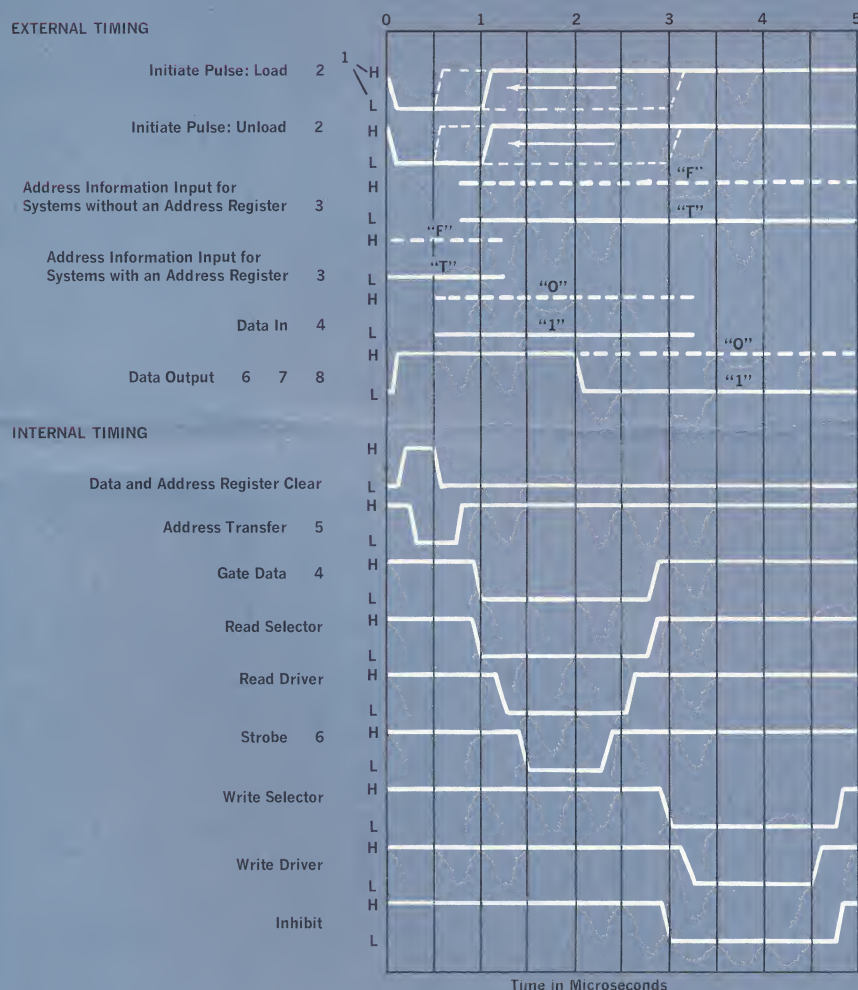 0 1 2 3 4 5
EXTERNAL TIMING
1
Initiate Pulse: Load 2 H
L
Initiate Pulse: Unload 2 H
L
Address Information Input for
Systems without an Address Register 3
H "F"
L "T"
Address Information Input for
Systems with an Address Register 3
H "F"
L "T"
Data In 4
H "O"
L "1"
Data Output 6 7 8
H "O"
L "1"
INTERNAL TIMING
Data and Address Register Clear H
L
Address Transfer 5 H
L
Gate Data 4 H
L
Read Selector H
L
Read Driver H
L
Strobe 6 H
L
Write Selector H
L
Write Driver H
L
Inhibit H
L
Time in Microseconds